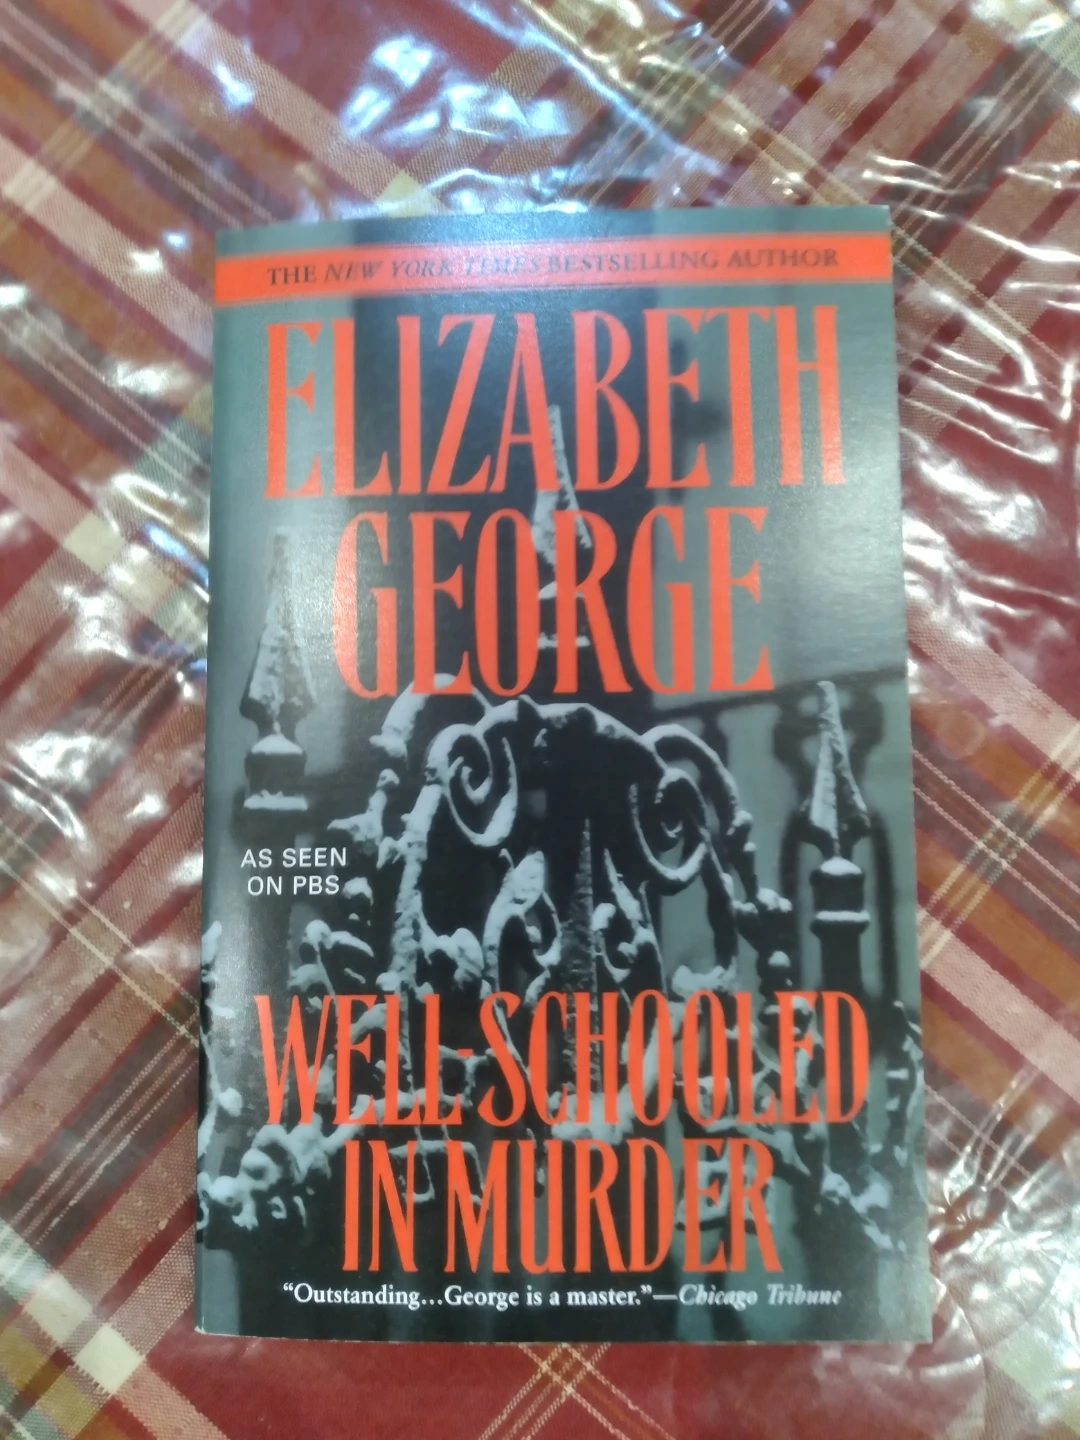 THE NEW YORK TIMES BESTSELLING AUTHOR
ELIZABETH
GEORGE
AS SEEN
ON PBS
WELL-SCHOOLED
IN MURDER
“Outstanding...George is a master.”—Chicago Tribune